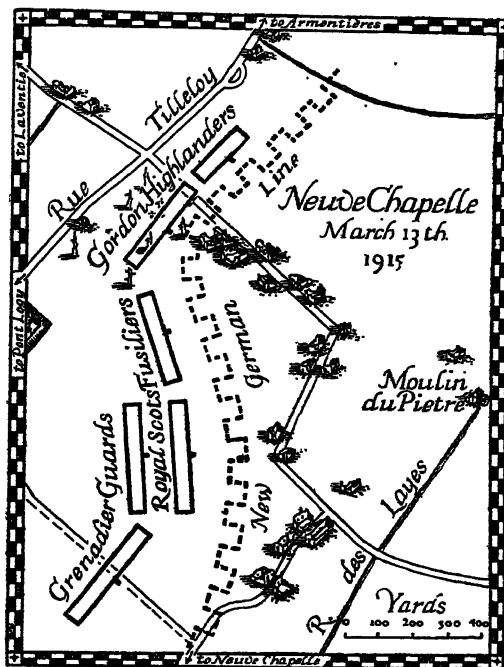 to Armentières
to Laventie
Rue Tilleloy
Gordon Highlanders
Line
Neuve Chapelle
March 13th.
1915
to Pont Logy
Royal Scots Fusiliers
German
Moulin
du Pietre
Grenadier Guards
New
R. des Layes
Yards
0 100 200 300 400
to Neuve Chapelle